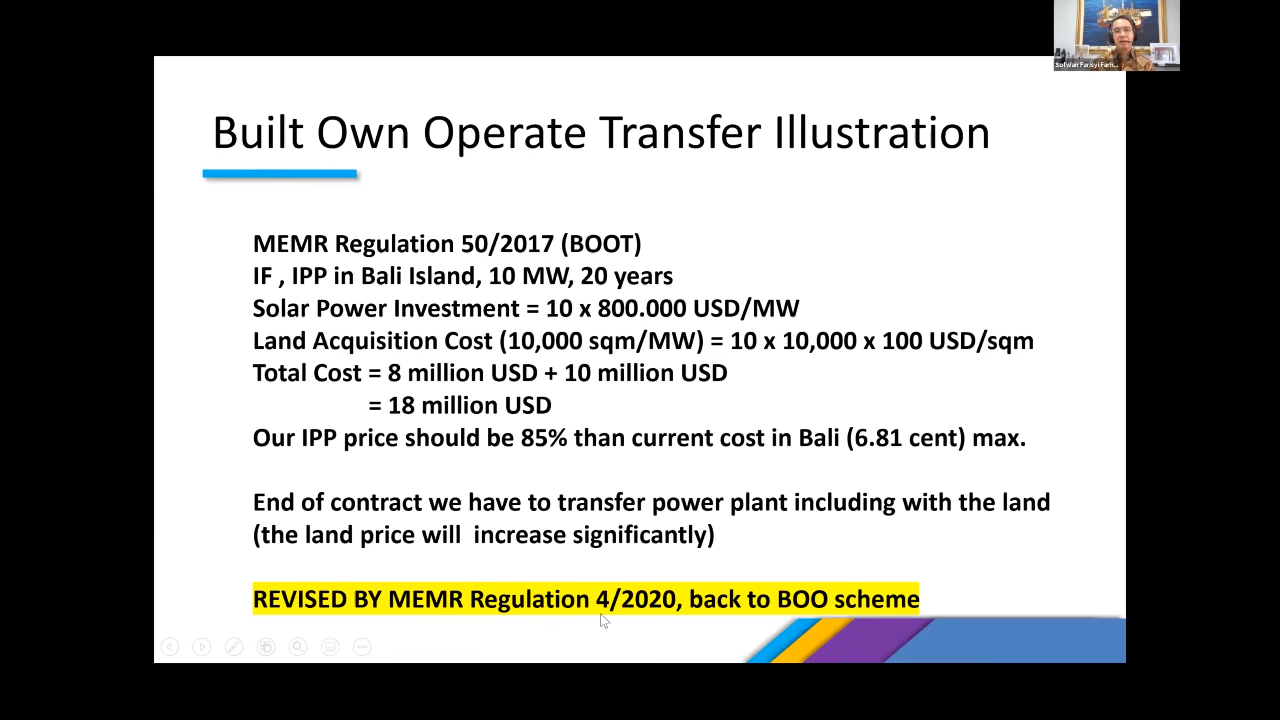 Sofwan Farisyi Farh...
Built Own Operate Transfer Illustration
MEMR Regulation 50/2017 (BOOT)
IF , IPP in Bali Island, 10 MW, 20 years
Solar Power Investment = 10 x 800.000 USD/MW
Land Acquisition Cost (10,000 sqm/MW) = 10 x 10,000 x 100 USD/sqm
Total Cost = 8 million USD + 10 million USD
= 18 million USD
Our IPP price should be 85% than current cost in Bali (6.81 cent) max.
End of contract we have to transfer power plant including with the land
(the land price will  increase significantly)
REVISED BY MEMR Regulation 4/2020, back to BOO scheme